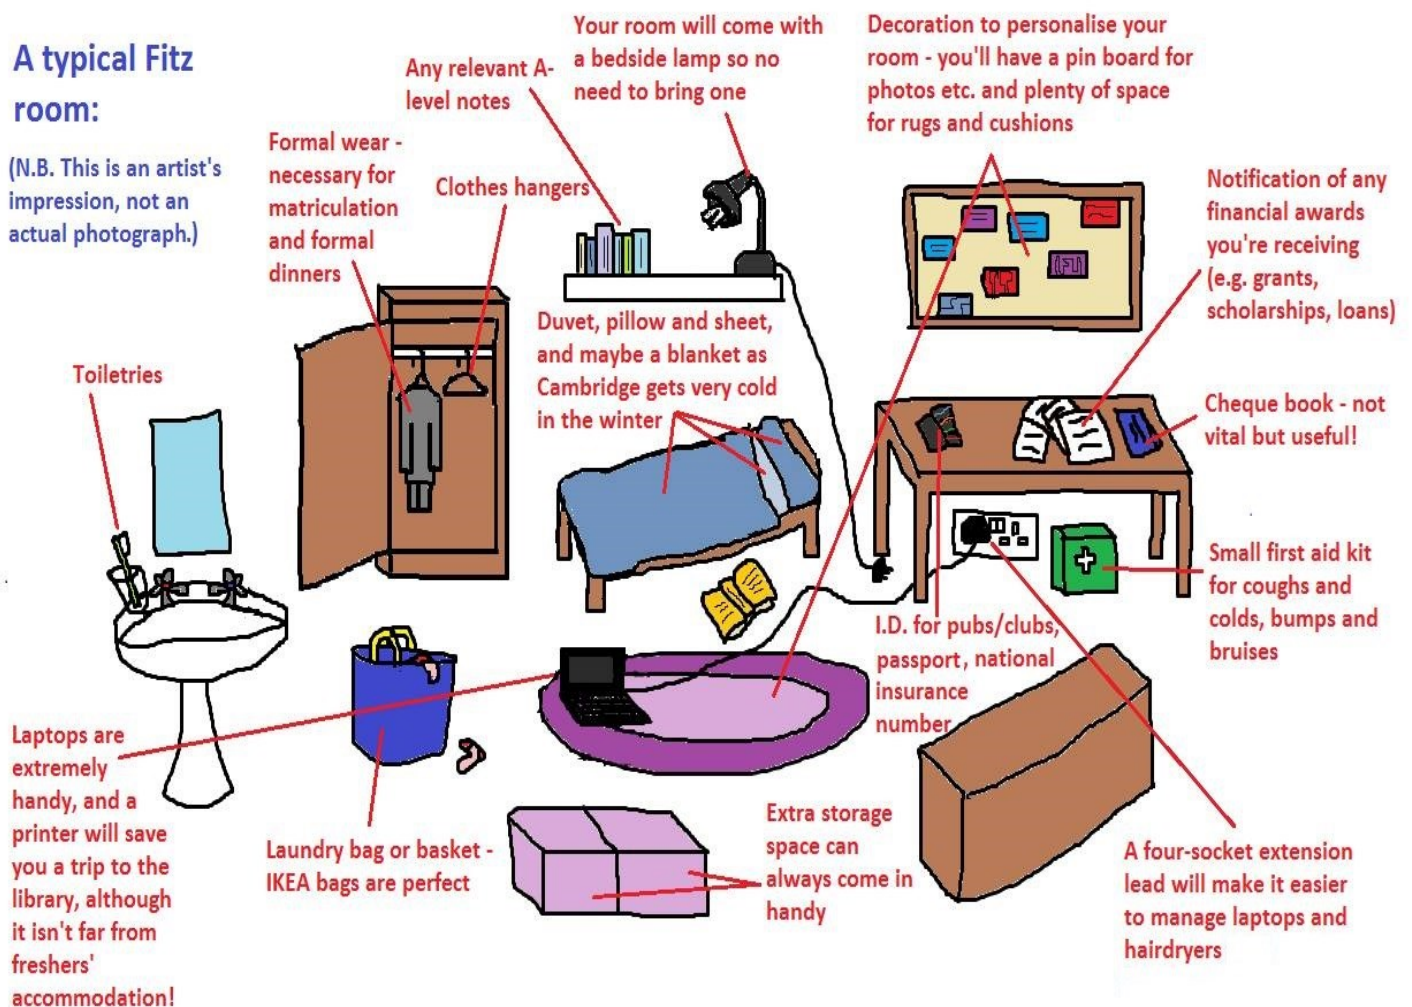 A typical Fitz
room:
(N.B. This is an artist's
impression, not an
actual photograph.)
Formal wear -
necessary for
matriculation
and formal
dinners
Any relevant A-
level notes
Clothes hangers
Your room will come with
a bedside lamp so no
need to bring one
Decoration to personalise your
room - you'll have a pin board for
photos etc. and plenty of space
for rugs and cushions
Notification of any
financial awards
you're receiving
(e.g. grants,
scholarships, loans)
Toiletries
Duvet, pillow and sheet,
and maybe a blanket as
Cambridge gets very cold
in the winter
Cheque book - not
vital but useful!
Small first aid kit
for coughs and
colds, bumps and
bruises
I.D. for pubs/clubs,
passport, national
insurance
number
Laptops are
extremely
handy, and a
printer will save
you a trip to the
library, although
it isn't far from
freshers'
accommodation!
Laundry bag or basket -
IKEA bags are perfect
Extra storage
space can
always come in
handy
A four-socket extension
lead will make it easier
to manage laptops and
hairdryers